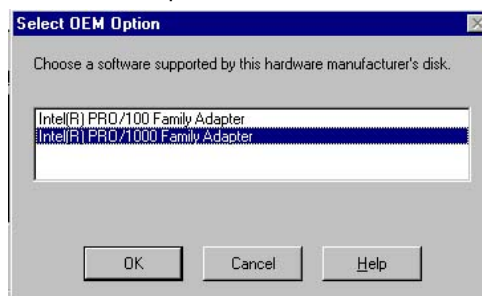 Select OEM Option
Choose a software supported by this hardware manufacturer's disk.
Intel(R) PRO/100 Family Adapter
Intel(R) PRO/1000 Family Adapter
OK
Cancel
Help